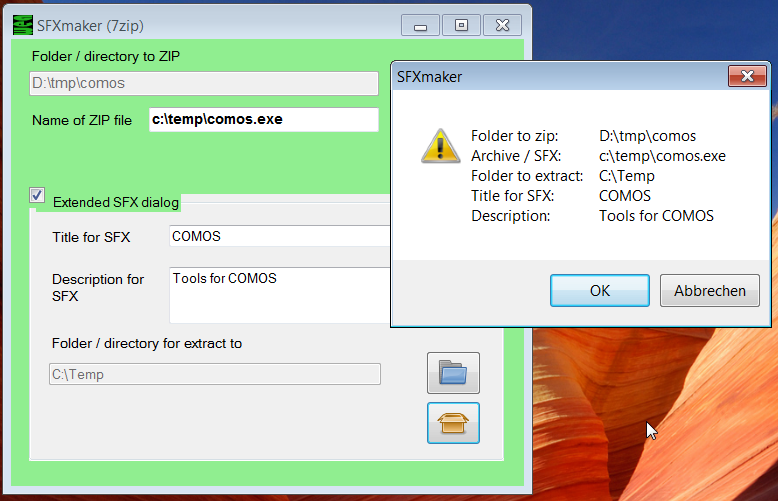 SFXmaker (7zip)
Folder / directory to ZIP
D:\tmp\comos
Name of ZIP file
c:\temp\comos.exe
Extended SFX dialog
Title for SFX
COMOS
Description for
SFX
Tools for COMOS
Folder / directory for extract to
C:\Temp
SFXmaker
Folder to zip: D:\tmp\comos
Archive / SFX: c:\temp\comos.exe
Folder to extract: C:\Temp
Title for SFX: COMOS
Description: Tools for COMOS
OK
Abbrechen